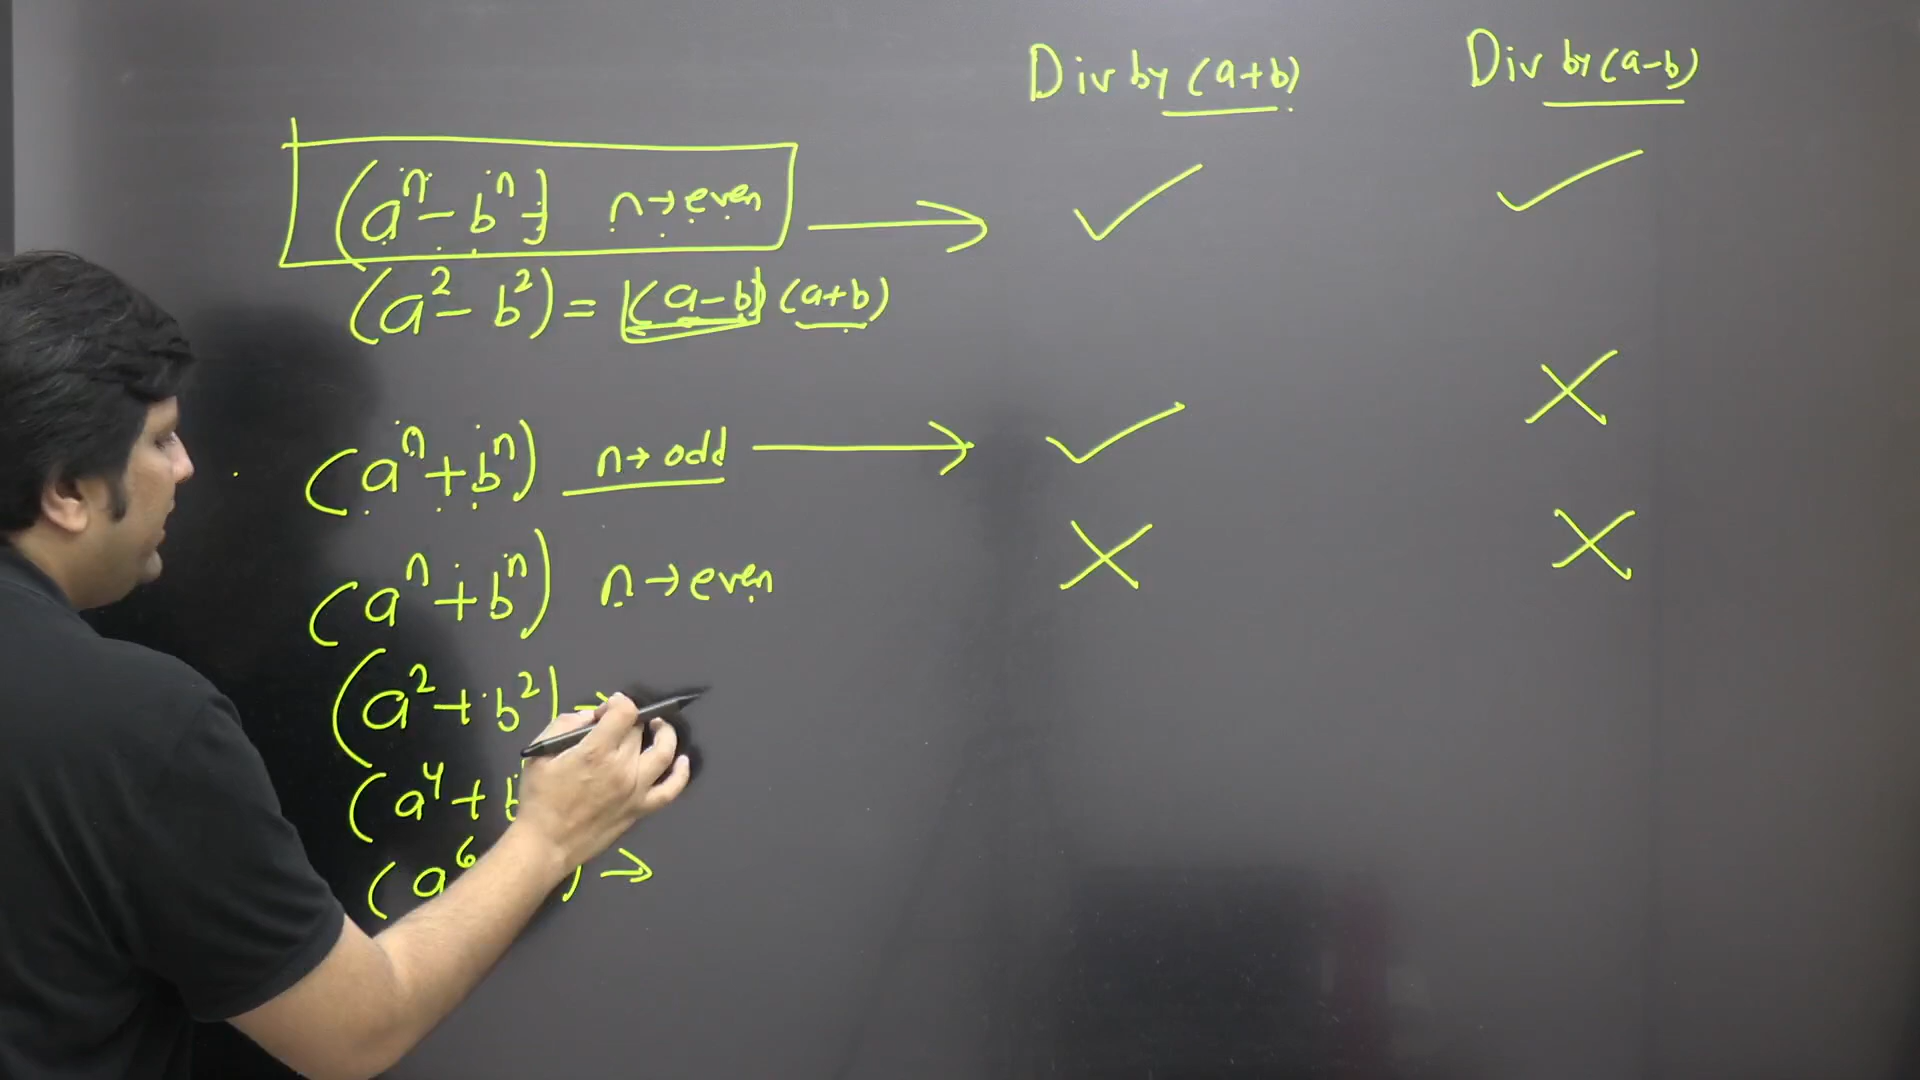 Div by (a+b) Div by (a-b)
(aⁿ - bⁿ) n→even → ✓ ✓
(a² - b²) = (a-b) (a+b)
(aⁿ + bⁿ) n→odd → ✓ ✗
(aⁿ + bⁿ) n→even ✗ ✗
(a² + b²) →
(a⁴ + b
(a⁶ ) →